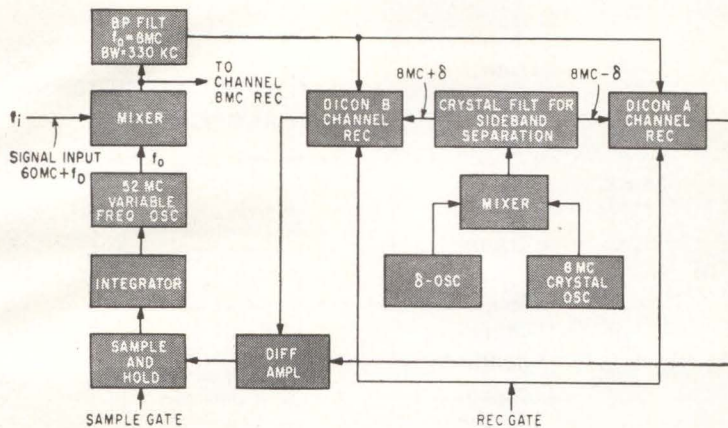 BP FILT
fo=8MC
BW=330 KC
TO
CHANNEL
8MC REC
fi
MIXER
SIGNAL INPUT
60MC+fD
fo
52 MC
VARIABLE
FREQ OSC
INTEGRATOR
SAMPLE
AND
HOLD
SAMPLE GATE
DIFF
AMPL
DICON B
CHANNEL
REC
8MC+δ
CRYSTAL FILT FOR
SIDEBAND
SEPARATION
8MC-δ
DICON A
CHANNEL
REC
MIXER
δ-OSC
8 MC
CRYSTAL
OSC
REC GATE